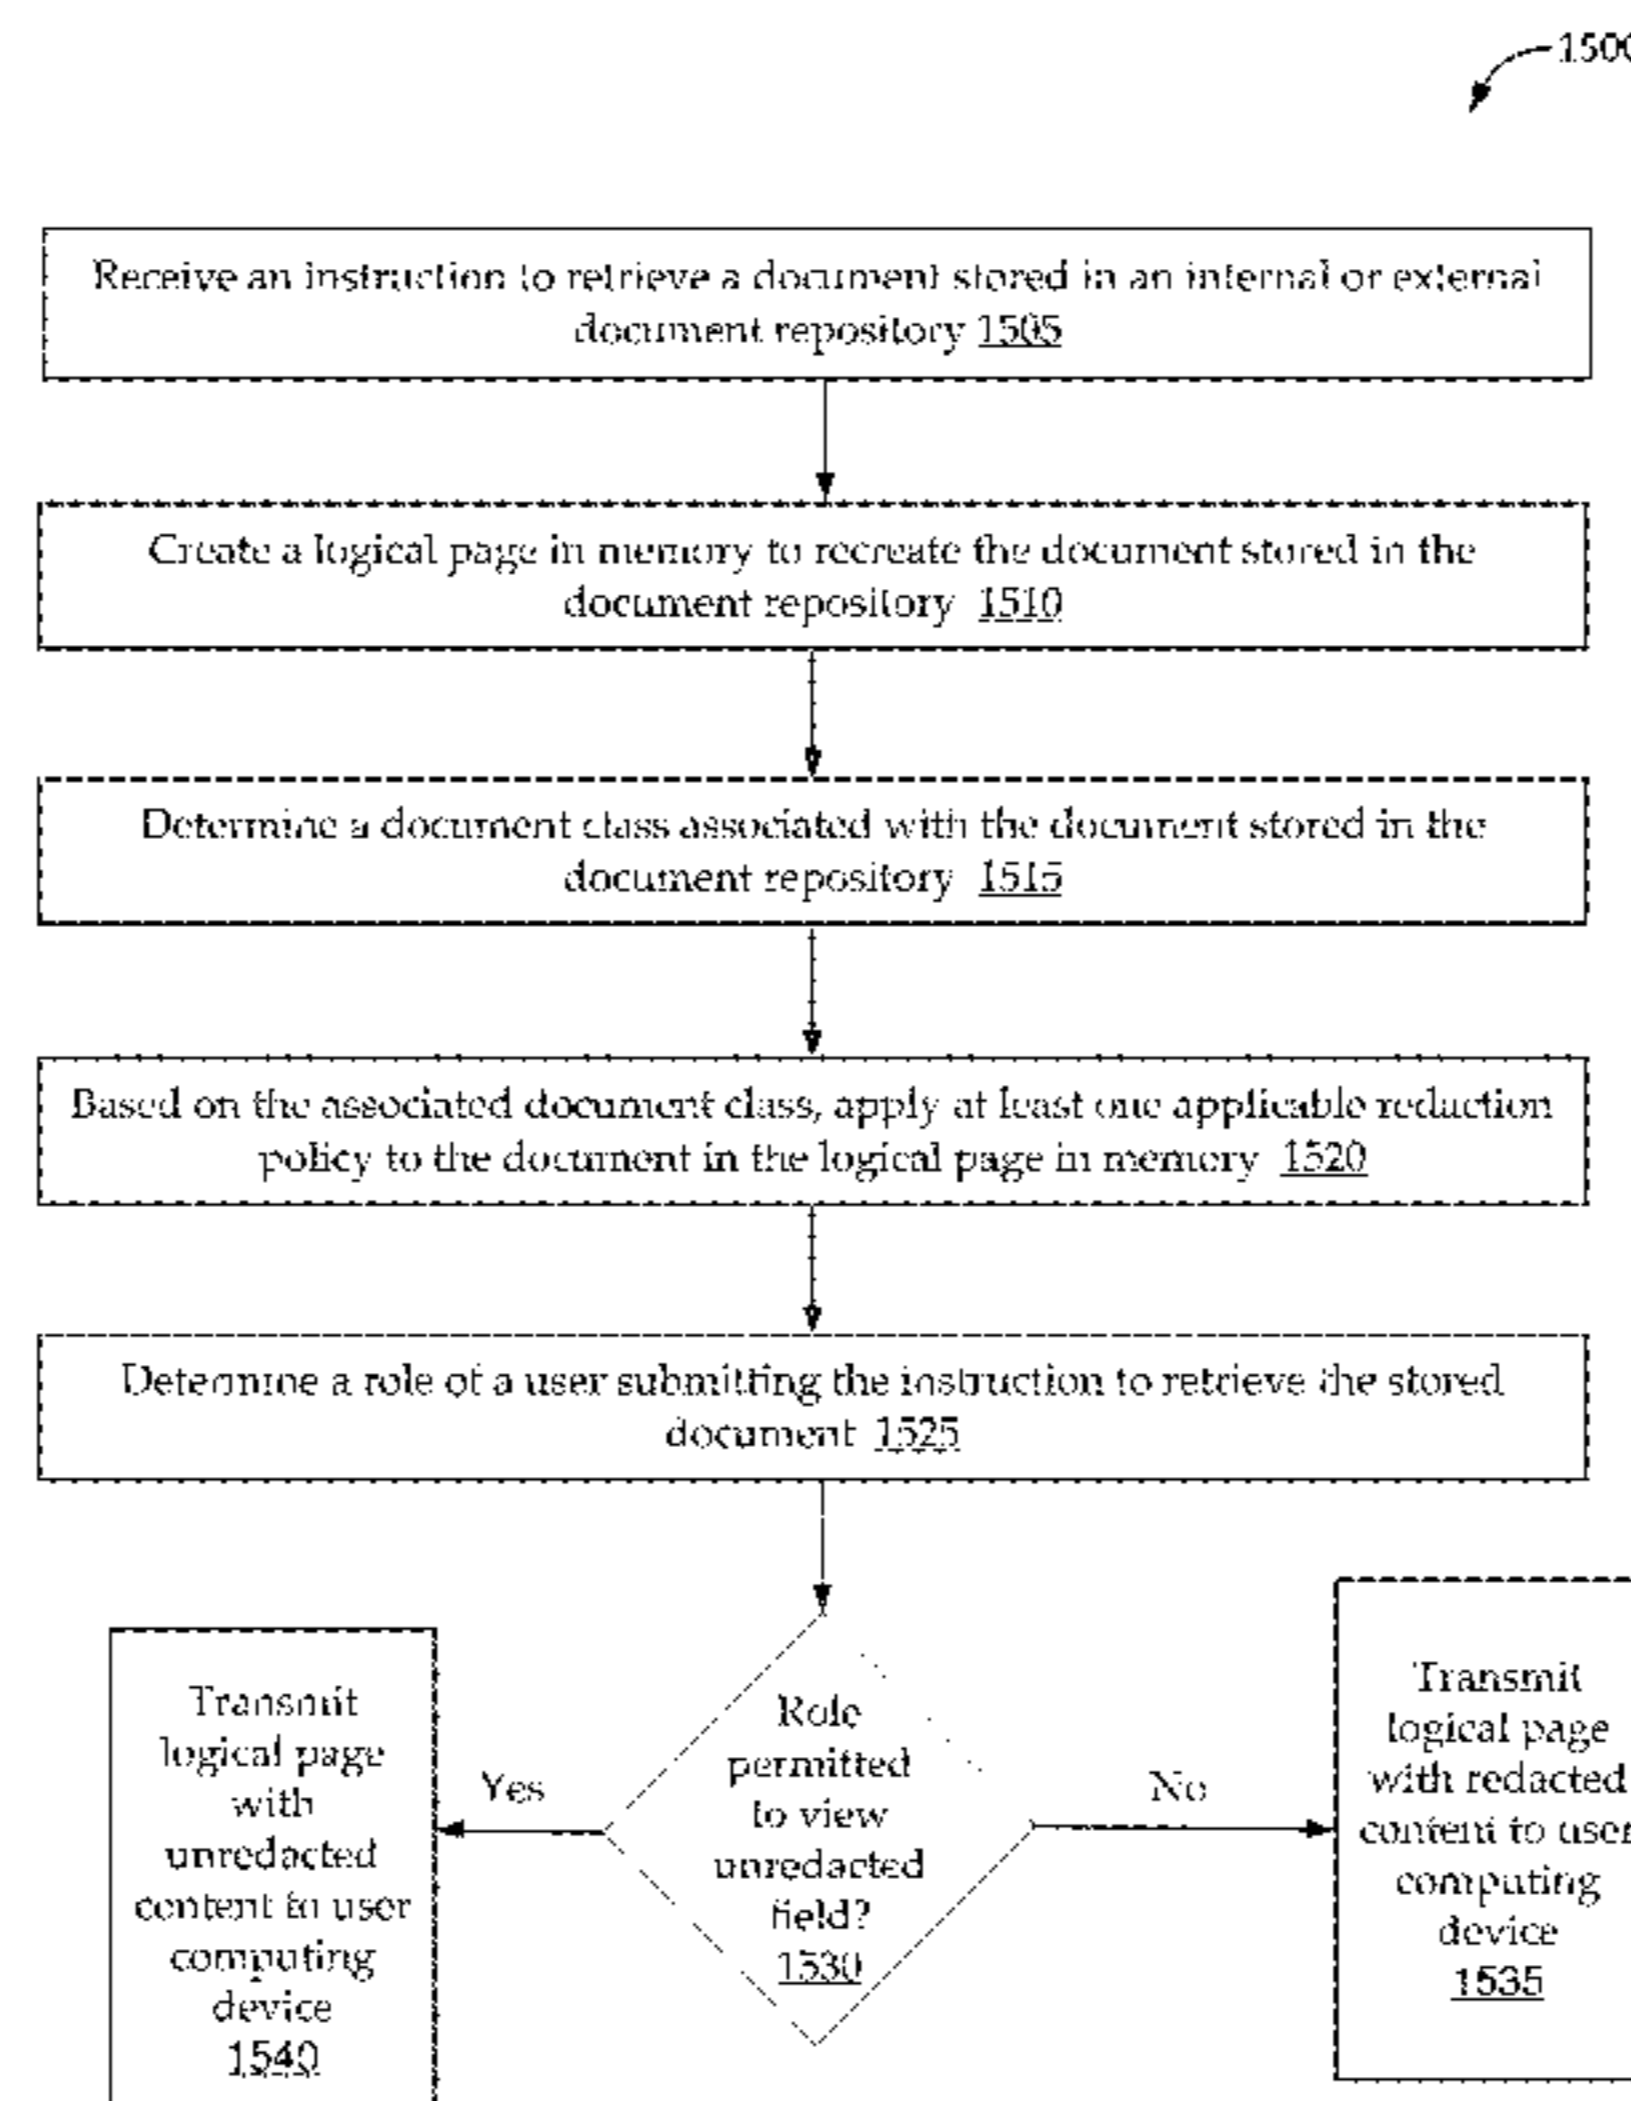 1500
Receive an instruction to retrieve a document stored in an internal or external
document repository 1505
Create a logical page in memory to recreate the document stored in the
document repository 1510
Determine a document class associated with the document stored in the
document repository 1515
Based on the associated document class, apply at least one applicable redaction
policy to the document in the logical page in memory 1520
Determine a role of a user submitting the instruction to retrieve the stored
document 1525
Role
permitted
to view
unredacted
field?
1530
Yes
No
Transmit
logical page
with
unredacted
content to user
computing
device
1540
Transmit
logical page
with redacted
content to user
computing
device
1535